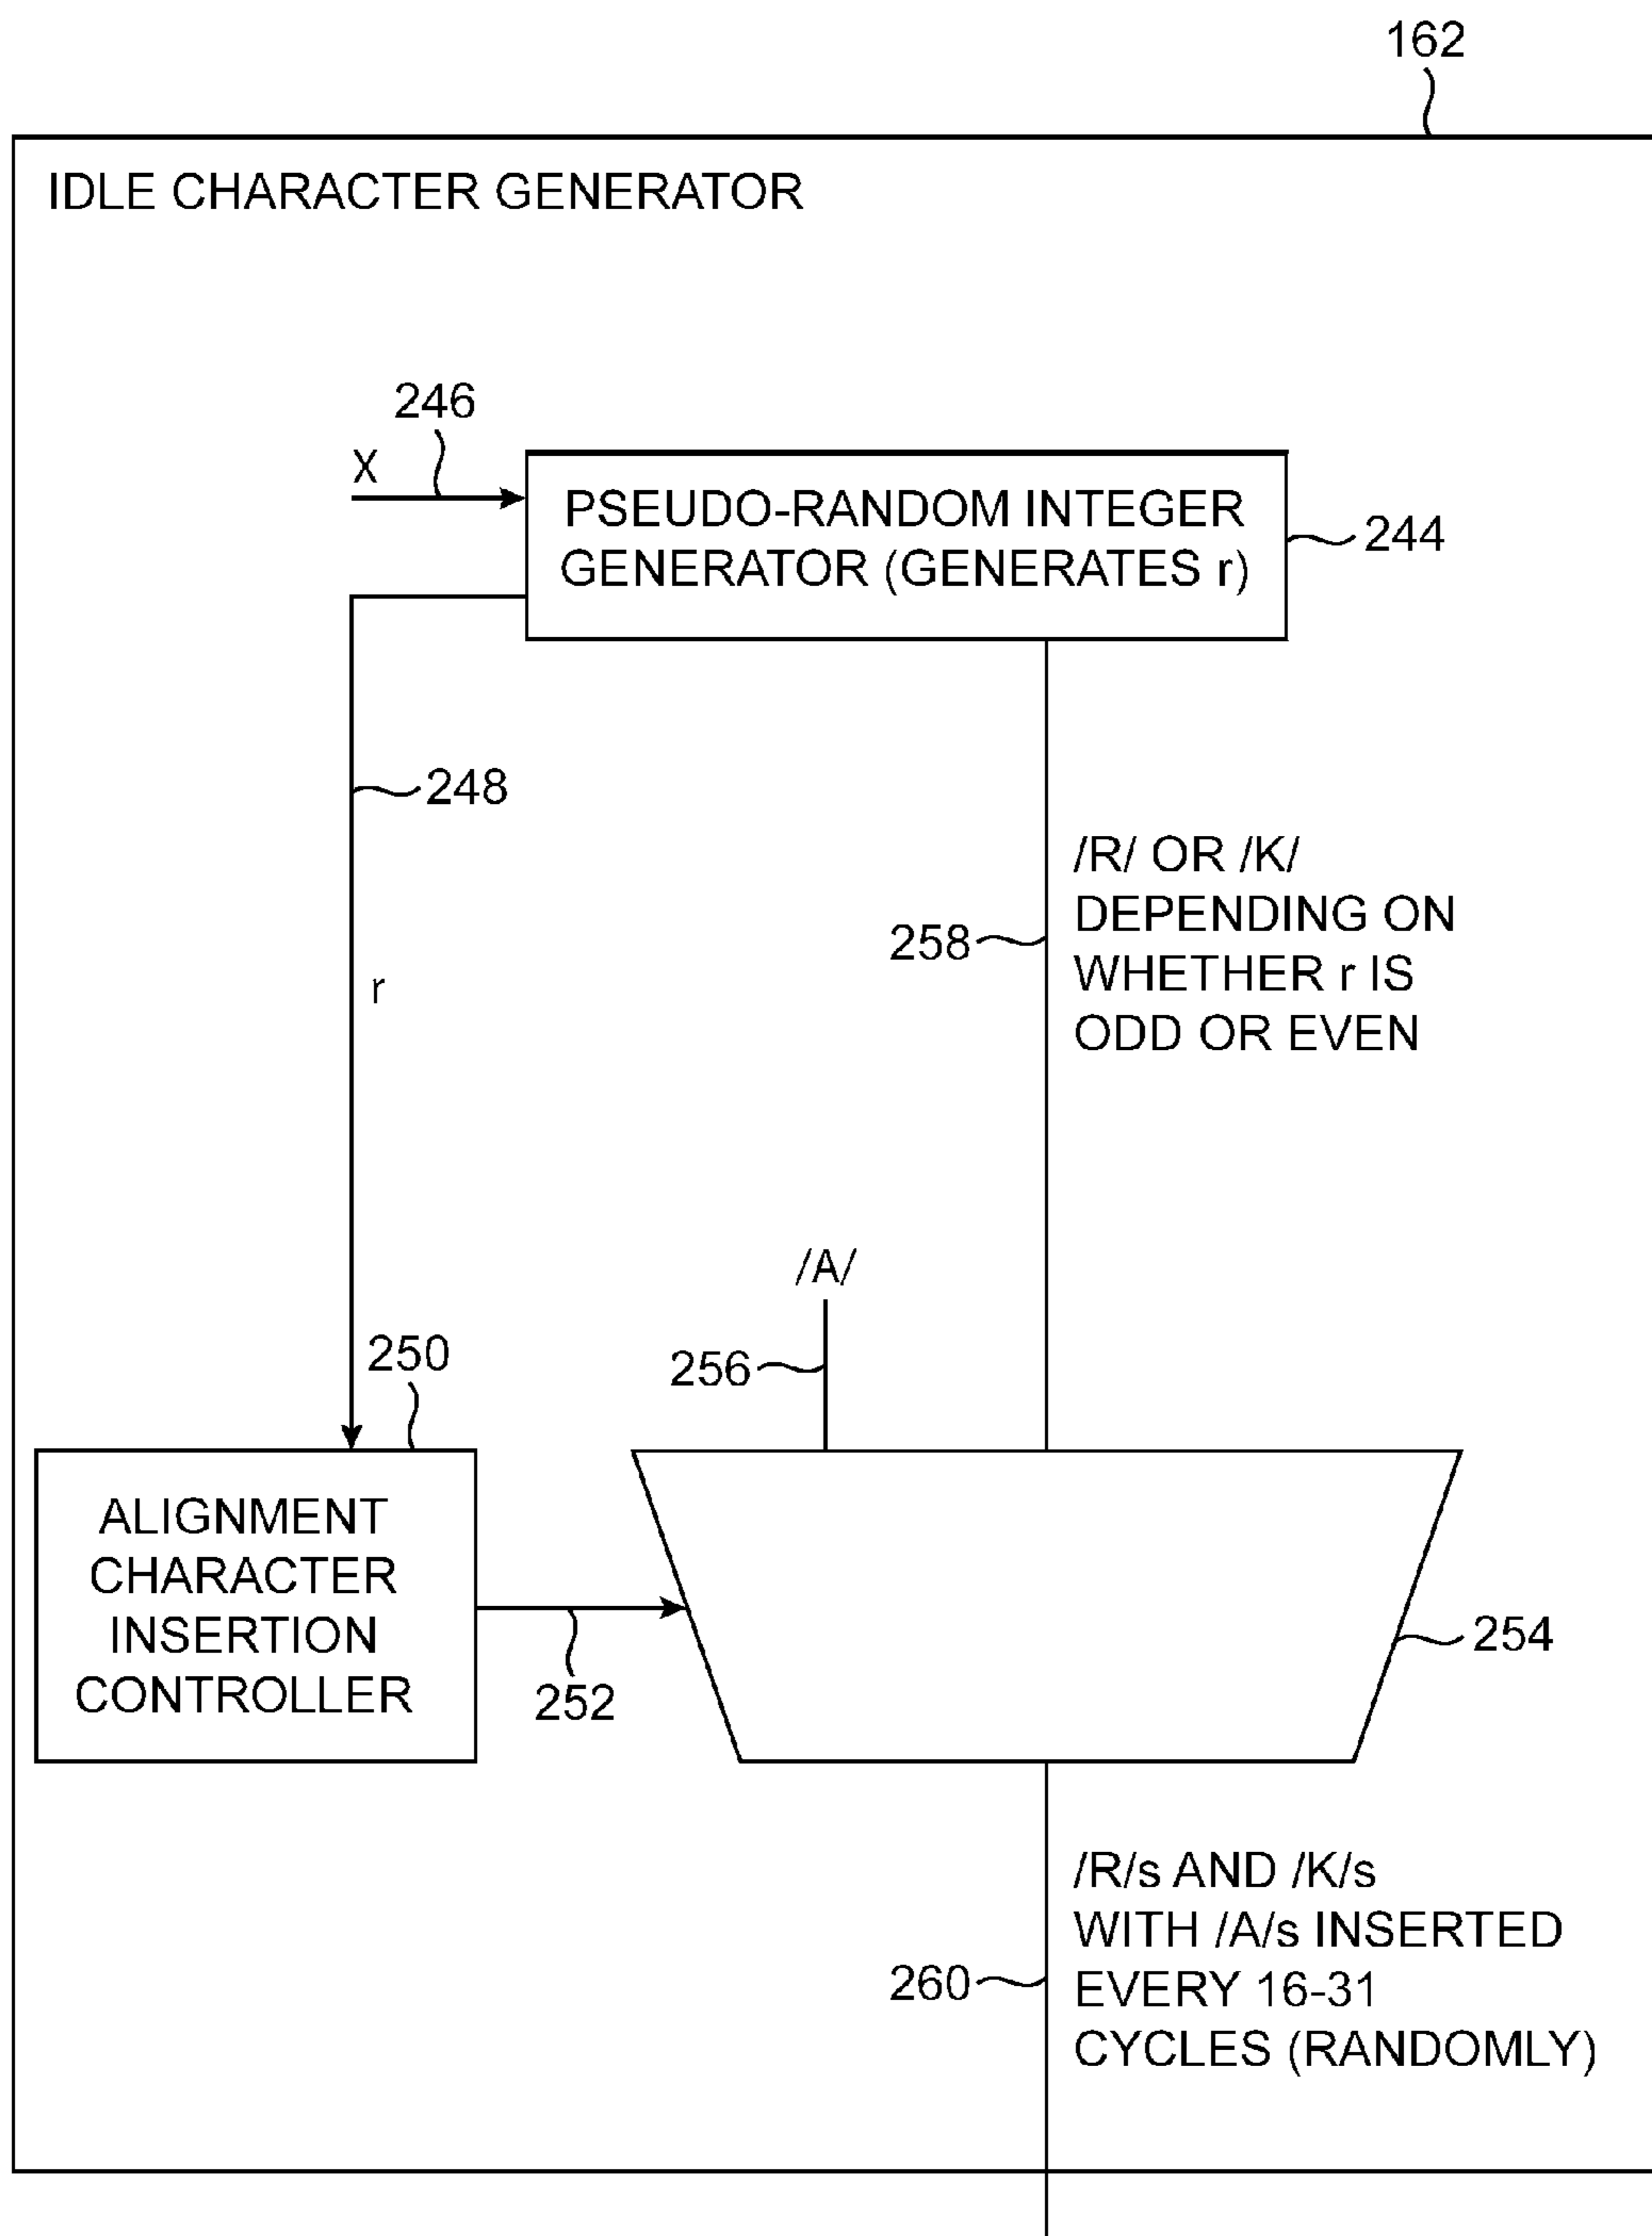 162
IDLE CHARACTER GENERATOR
246
X
PSEUDO-RANDOM INTEGER
GENERATOR (GENERATES r)
244
248
/R/ OR /K/
DEPENDING ON
WHETHER r IS
ODD OR EVEN
258
r
/A/
250
256
ALIGNMENT
CHARACTER
INSERTION
CONTROLLER
252
254
/R/s AND /K/s
WITH /A/s INSERTED
EVERY 16-31
CYCLES (RANDOMLY)
260